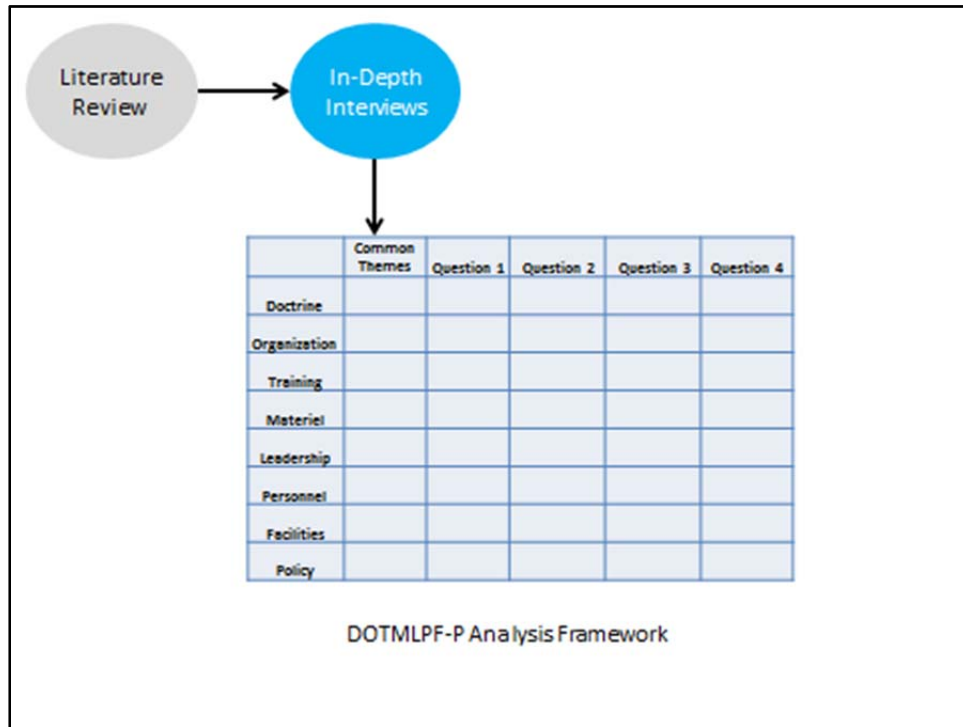 Literature
Review
In-Depth
Interviews
Common
Themes
Question 1
Question 2
Question 3
Question 4
Doctrine
Organization
Training
Materiel
Leadership
Personnel
Facilities
Policy
DOTMLPF-P Analysis Framework